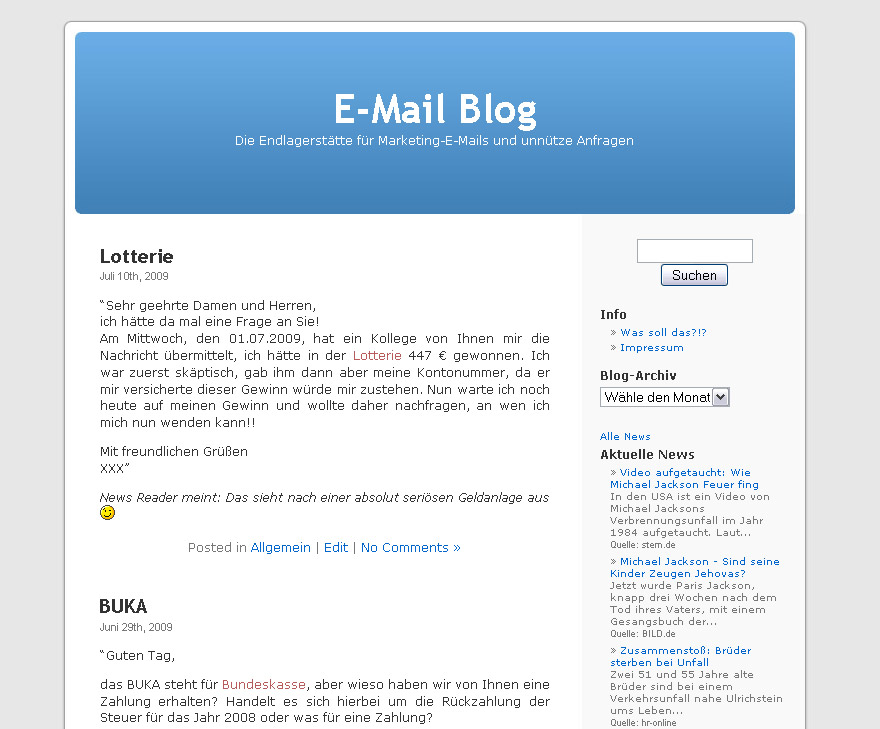 E-Mail Blog
Die Endlagerstätte für Marketing-E-Mails und unnütze Anfragen
Lotterie
Juli 10th, 2009
“Sehr geehrte Damen und Herren,
ich hätte da mal eine Frage an Sie!
Am Mittwoch, den 01.07.2009, hat ein Kollege von Ihnen mir die
Nachricht übermittelt, ich hätte in der Lotterie 447 € gewonnen. Ich
war zuerst skäptisch, gab ihm dann aber meine Kontonummer, da er
mir versicherte dieser Gewinn würde mir zustehen. Nun warte ich noch
heute auf meinen Gewinn und wollte daher nachfragen, an wen ich
mich nun wenden kann!!
Mit freundlichen Grüßen
XXX”
News Reader meint: Das sieht nach einer absolut seriösen Geldanlage aus
Posted in Allgemein | Edit | No Comments »
BUKA
Juni 29th, 2009
“Guten Tag,
das BUKA steht für Bundeskasse, aber wieso haben wir von Ihnen eine
Zahlung erhalten? Handelt es sich hierbei um die Rückzahlung der
Steuer für das Jahr 2008 oder was für eine Zahlung?
Suchen
Info
» Was soll das?!?
» Impressum
Blog-Archiv
Wähle den Monat
Alle News
Aktuelle News
» Video aufgetaucht: Wie
Michael Jackson Feuer fing
In den USA ist ein Video von
Michael Jacksons
Verbrennungsunfall im Jahr
1984 aufgetaucht. Laut...
Quelle: stern.de
» Michael Jackson - Sind seine
Kinder Zeugen Jehovas?
Jetzt wurde Paris Jackson,
knapp drei Wochen nach dem
Tod ihres Vaters, mit einem
Gesangsbuch der...
Quelle: BILD.de
» Zusammenstoß: Brüder
sterben bei Unfall
Zwei 51 und 55 Jahre alte
Brüder sind bei einem
Verkehrsunfall nahe Ulrichstein
ums Leben...
Quelle: hr-online